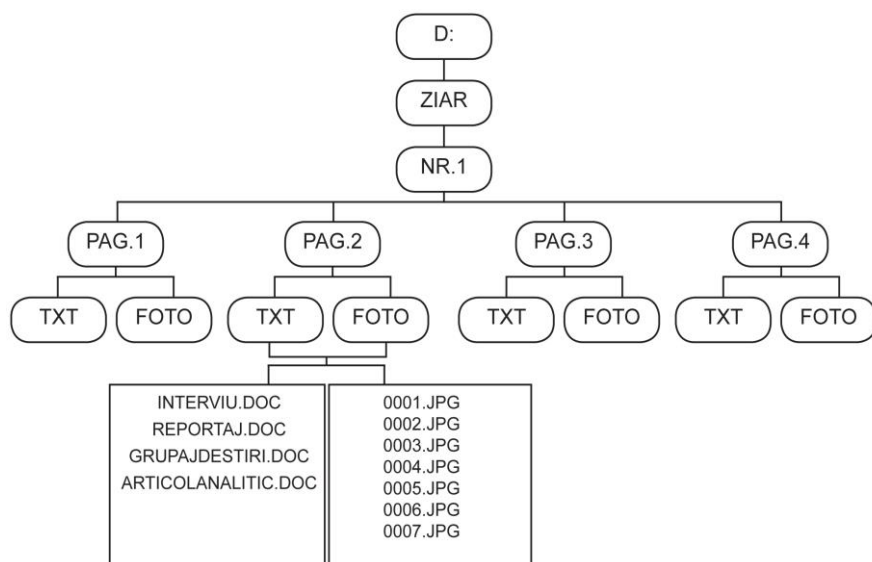 D:
ZIAR
NR.1
PAG.1
PAG.2
PAG.3
PAG.4
TXT
FOTO
TXT
FOTO
TXT
FOTO
TXT
FOTO
INTERVIU.DOC
REPORTAJ.DOC
GRUPAJDESTIRI.DOC
ARTICOLANALITIC.DOC
0001.JPG
0002.JPG
0003.JPG
0004.JPG
0005.JPG
0006.JPG
0007.JPG